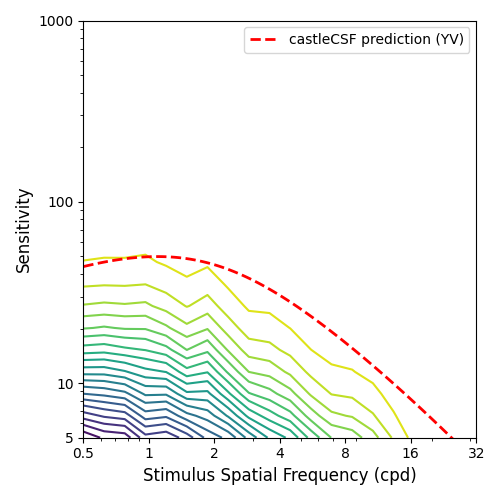 1000
castleCSF prediction (YV)
100
10
5
Sensitivity
0.5 1 2 4 8 16 32
Stimulus Spatial Frequency (cpd)